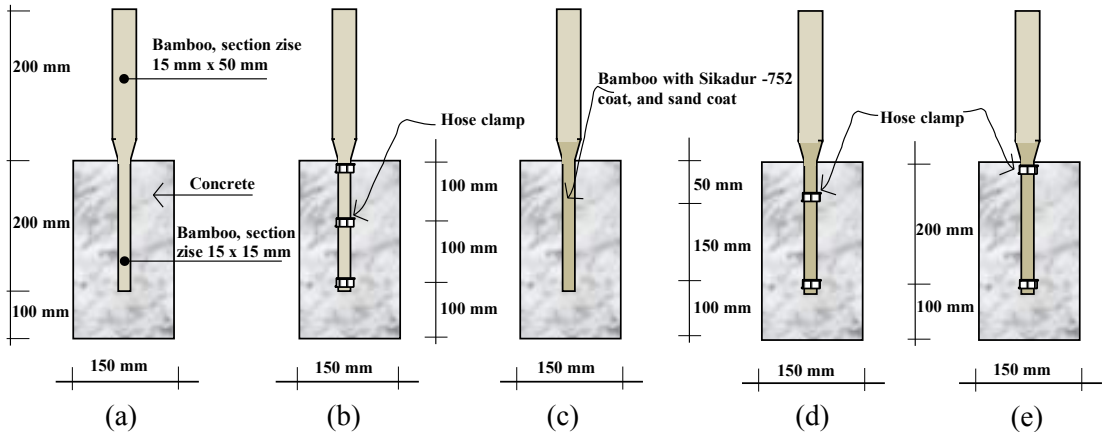 200 mm
200 mm
100 mm
Bamboo, section zise
15 mm x 50 mm
Concrete
Bamboo, section
zise 15 x 15 mm
150 mm
(a)
Hose clamp
100 mm
100 mm
100 mm
150 mm
(b)
Bamboo with Sikadur -752
coat, and sand coat
150 mm
(c)
50 mm
150 mm
100 mm
Hose clamp
150 mm
(d)
200 mm
100 mm
150 mm
(e)